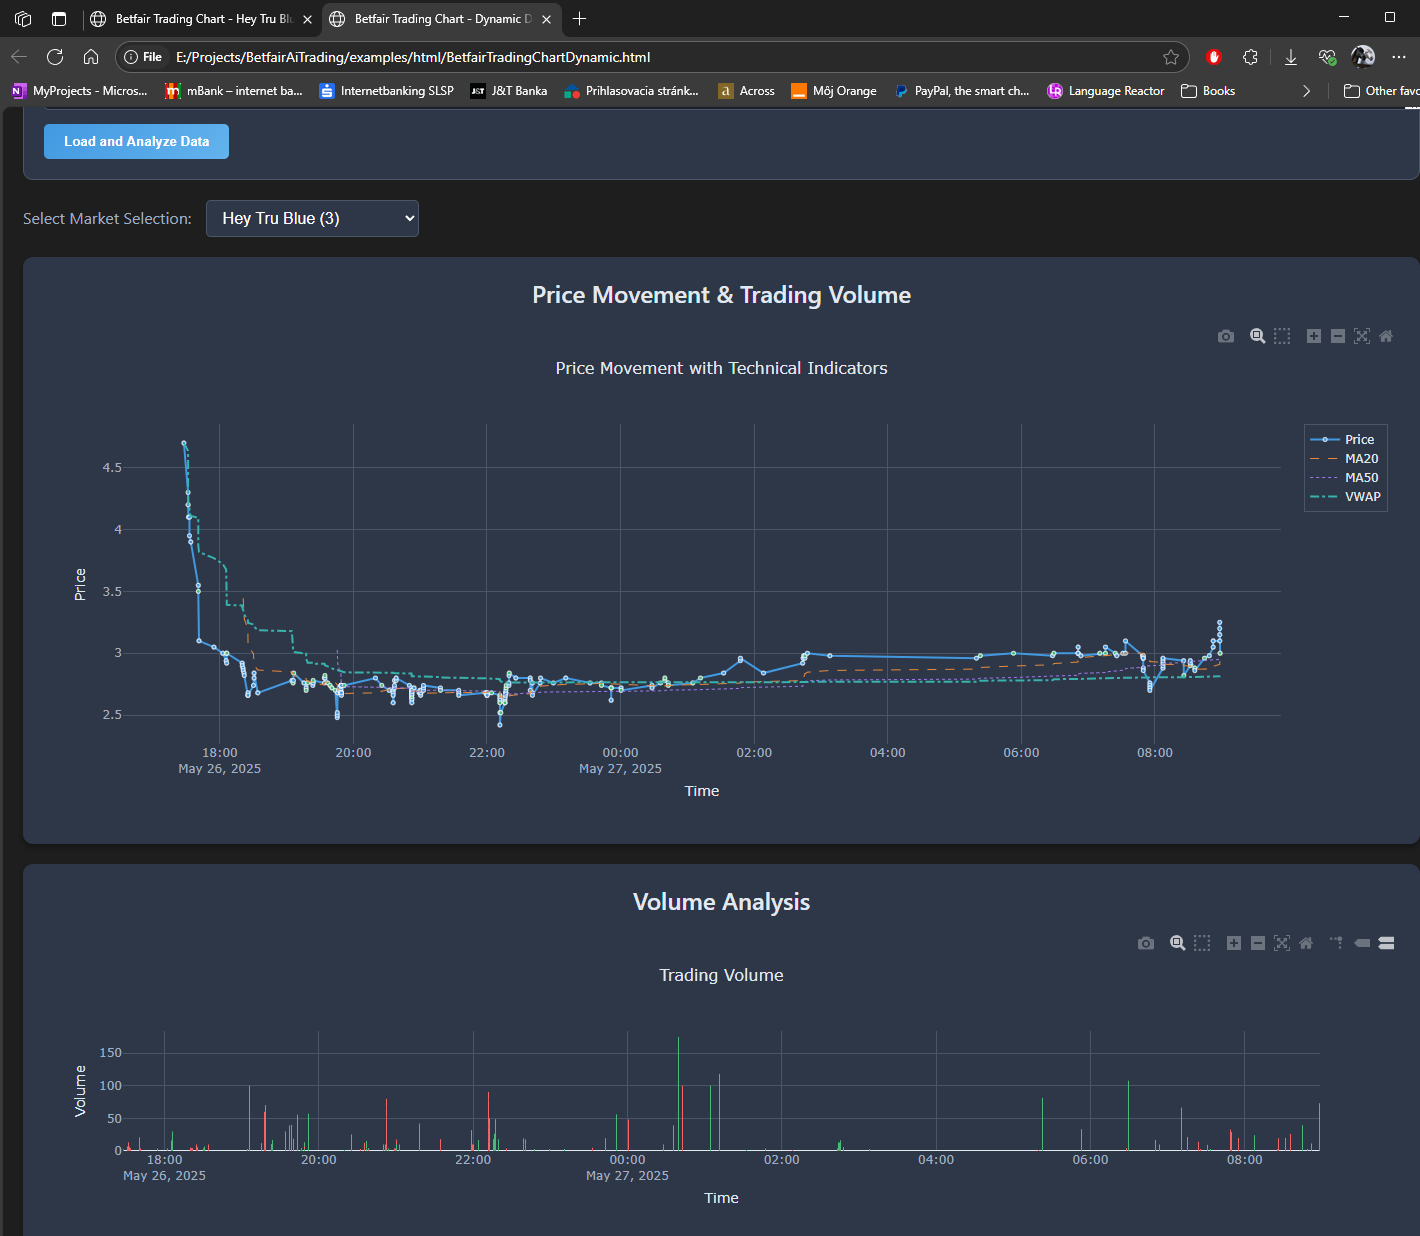 Betfair Trading Chart - Hey Tru Bl
Betfair Trading Chart - Dynamic D
File
E:/Projects/BetfairAiTrading/examples/html/BetfairTradingChartDynamic.html
MyProjects - Micros...
mBank – internet ba...
Internetbanking SLSP
J&T Banka
Prihlasovacia stránk...
Across
Môj Orange
PayPal, the smart ch...
Language Reactor
Books
Other favo
Load and Analyze Data
Select Market Selection:
Hey Tru Blue (3)
Price Movement & Trading Volume
Price Movement with Technical Indicators
Price
MA20
MA50
VWAP
4.5
4
3.5
3
2.5
Price
18:00
May 26, 2025
20:00
22:00
00:00
May 27, 2025
02:00
04:00
06:00
08:00
Time
Volume Analysis
Trading Volume
150
100
50
0
Volume
18:00
May 26, 2025
20:00
22:00
00:00
May 27, 2025
02:00
04:00
06:00
08:00
Time